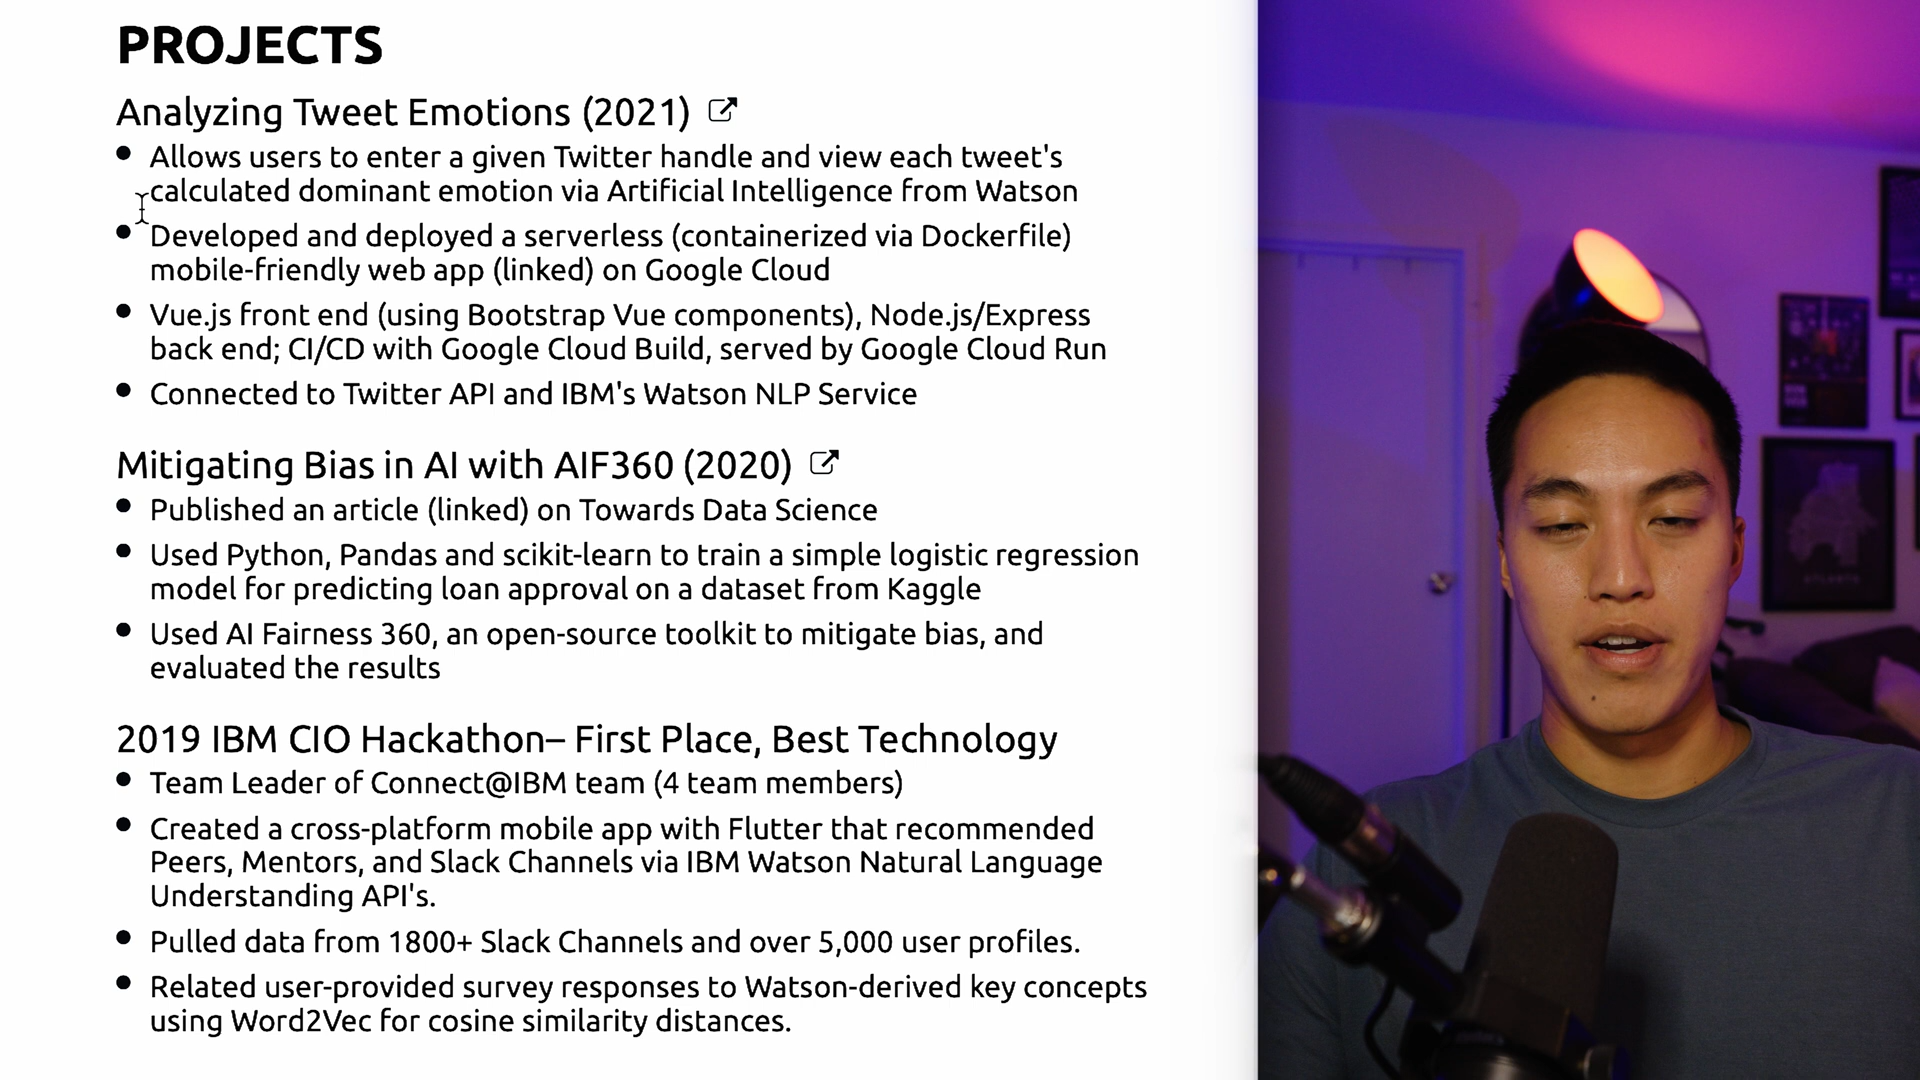 PROJECTS
Analyzing Tweet Emotions (2021)
Allows users to enter a given Twitter handle and view each tweet's
calculated dominant emotion via Artificial Intelligence from Watson
Developed and deployed a serverless (containerized via Dockerfile)
mobile-friendly web app (linked) on Google Cloud
Vue.js front end (using Bootstrap Vue components), Node.js/Express
back end; CI/CD with Google Cloud Build, served by Google Cloud Run
Connected to Twitter API and IBM's Watson NLP Service
Mitigating Bias in AI with AIF360 (2020)
Published an article (linked) on Towards Data Science
Used Python, Pandas and scikit-learn to train a simple logistic regression
model for predicting loan approval on a dataset from Kaggle
Used AI Fairness 360, an open-source toolkit to mitigate bias, and
evaluated the results
2019 IBM CIO Hackathon– First Place, Best Technology
Team Leader of Connect@IBM team (4 team members)
Created a cross-platform mobile app with Flutter that recommended
Peers, Mentors, and Slack Channels via IBM Watson Natural Language
Understanding API's.
Pulled data from 1800+ Slack Channels and over 5,000 user profiles.
Related user-provided survey responses to Watson-derived key concepts
using Word2Vec for cosine similarity distances.
ATLANTA